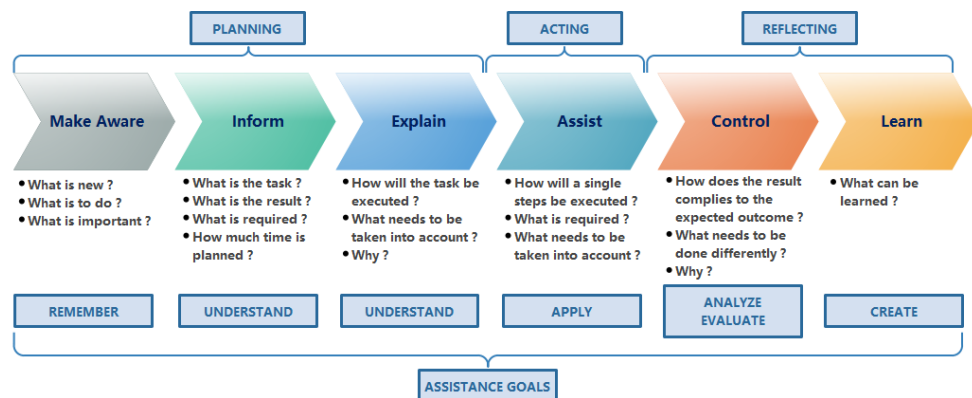 PLANNING
ACTING
REFLECTING
Make Aware
Inform
Explain
Assist
Control
Learn
• What is new ?
• What is to do ?
• What is important ?
• What is the task ?
• What is the result ?
• What is required ?
• How much time is
planned ?
• How will the task be
executed ?
• What needs to be
taken into account ?
• Why ?
• How will a single
steps be executed ?
• What is required ?
• What needs to be
taken into account ?
• How does the result
complies to the
expected outcome ?
• What needs to be
done differently ?
• Why ?
• What can be
learned ?
REMEMBER
UNDERSTAND
UNDERSTAND
APPLY
ANALYZE
EVALUATE
CREATE
ASSISTANCE GOALS